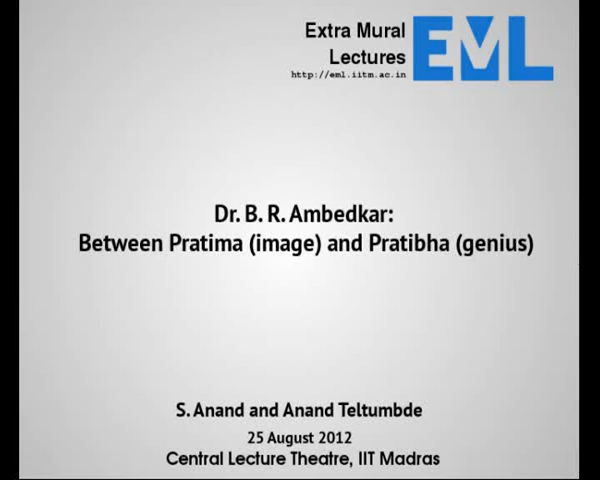 Extra Mural
Lectures
http://eml.iitm.ac.in
EML
Dr. B. R. Ambedkar:
Between Pratima (image) and Pratibha (genius)
S. Anand and Anand Teltumbde
25 August 2012
Central Lecture Theatre, IIT Madras